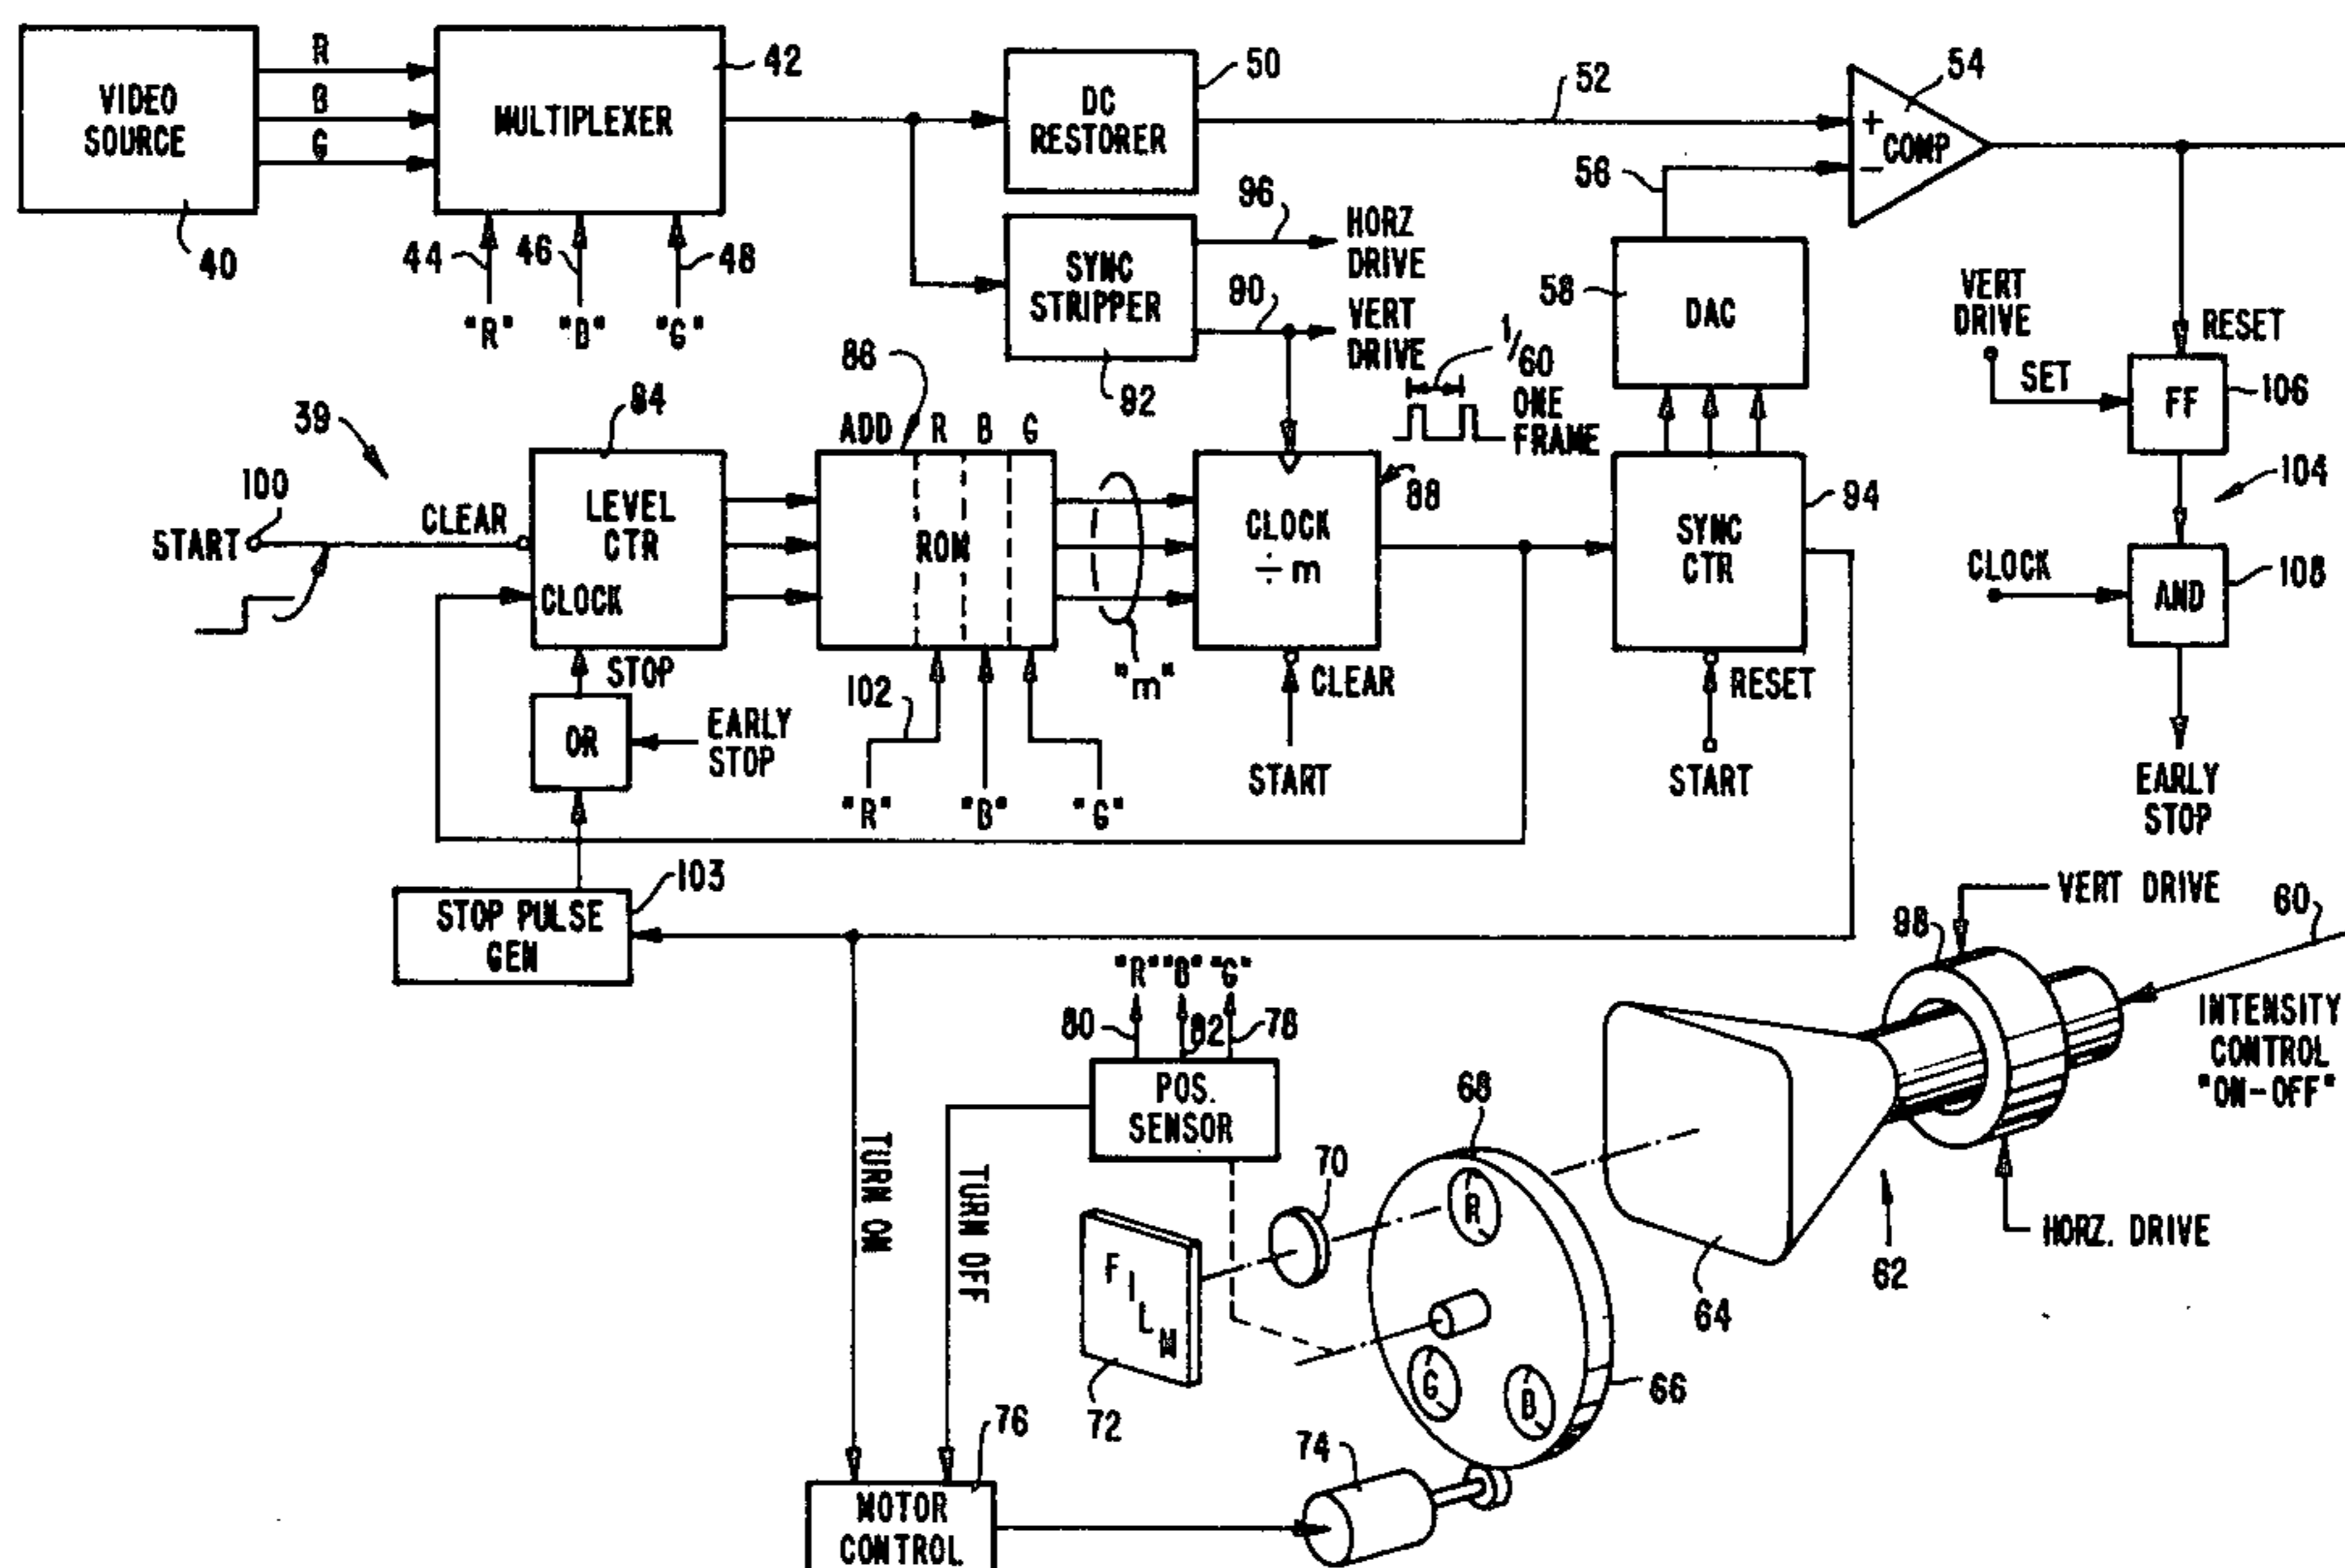 R
B
G
VIDEO
SOURCE
40
MULTIPLEXER
42
44
46
48
"R"
"B"
"G"
DC
RESTORER
50
52
54
+
COMP
-
56
96
HORZ
DRIVE
SYNC
STRIPPER
90
VERT
DRIVE
92
58
DAC
VERT
DRIVE
SET
RESET
FF
106
1/60
ONE
FRAME
39
84
86
ADD
R
B
G
100
START
CLEAR
LEVEL
CTR
CLOCK
STOP
ROM
"m"
CLOCK
÷ m
88
CLEAR
START
SYNC
CTR
94
RESET
START
104
CLOCK
AND
108
EARLY
STOP
OR
EARLY
STOP
102
"R"
"B"
"G"
STOP PULSE
GEN
103
TURN ON
TURN OFF
"R"
"B"
"G"
80
82
78
POS.
SENSOR
VERT DRIVE
98
60
INTENSITY
CONTROL
"ON-OFF"
HORZ. DRIVE
62
64
68
70
R
G
B
66
FILM
72
74
76
MOTOR
CONTROL